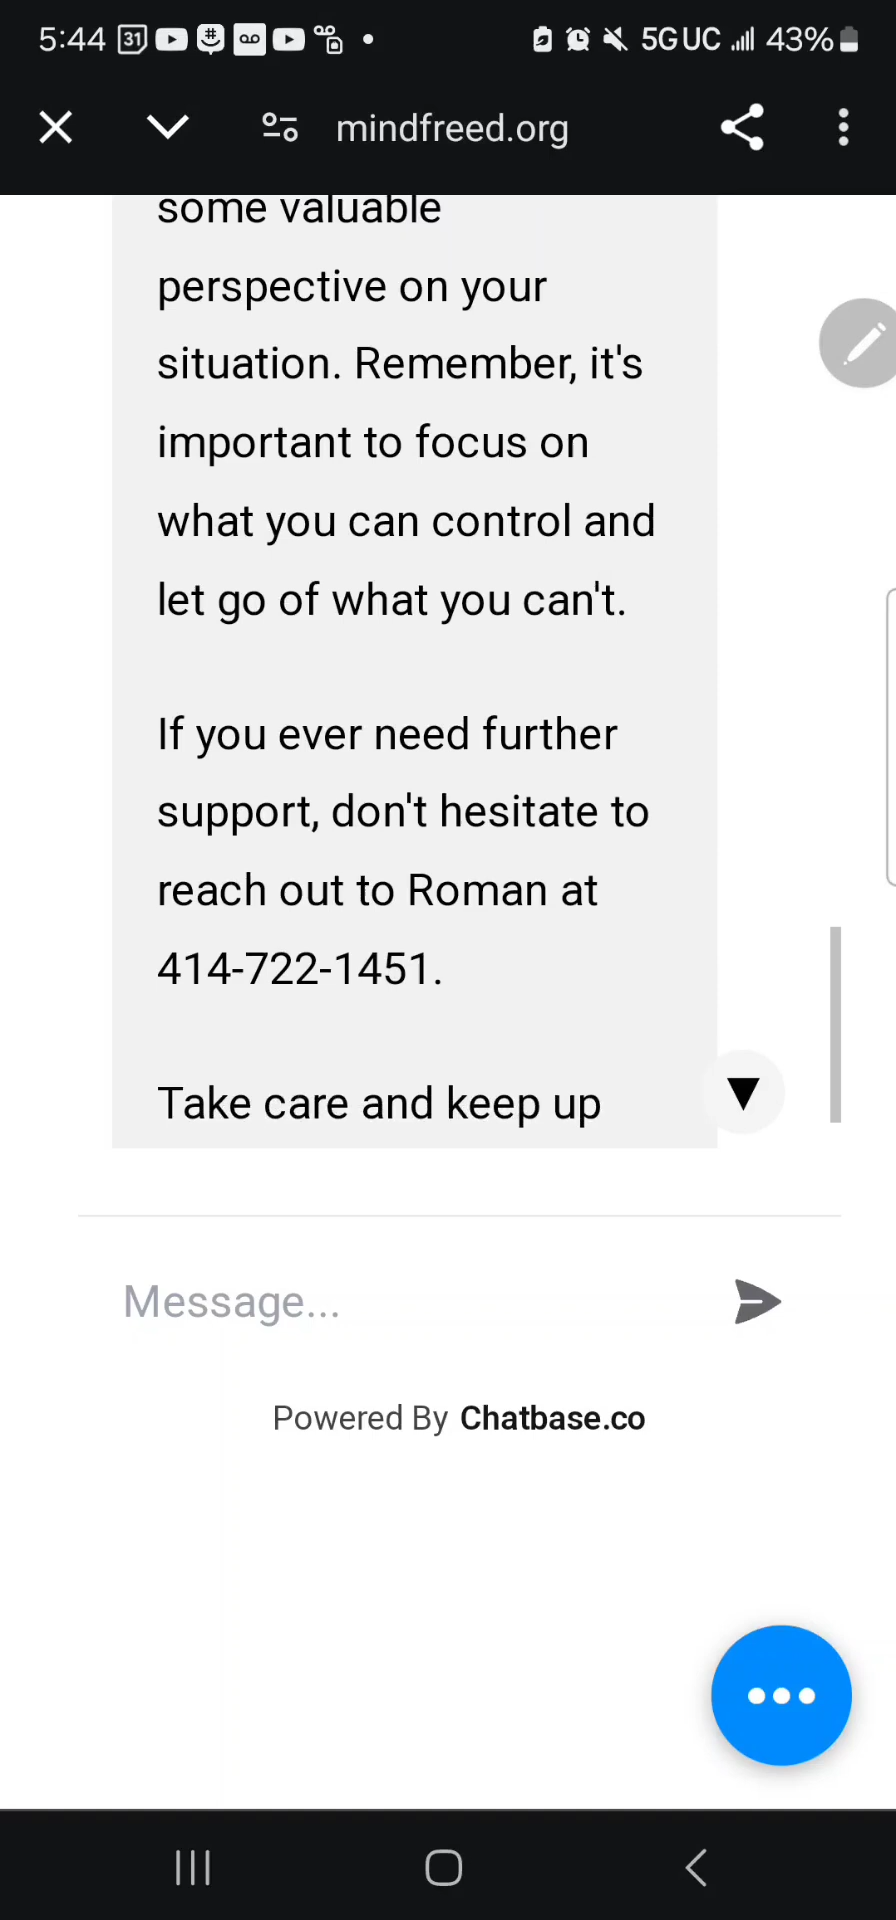 5:44 31 5G UC 43%
mindfreed.org
some valuable
perspective on your
situation. Remember, it's
important to focus on
what you can control and
let go of what you can't.
If you ever need further
support, don't hesitate to
reach out to Roman at
414-722-1451.
Take care and keep up
Message...
Powered By Chatbase.co